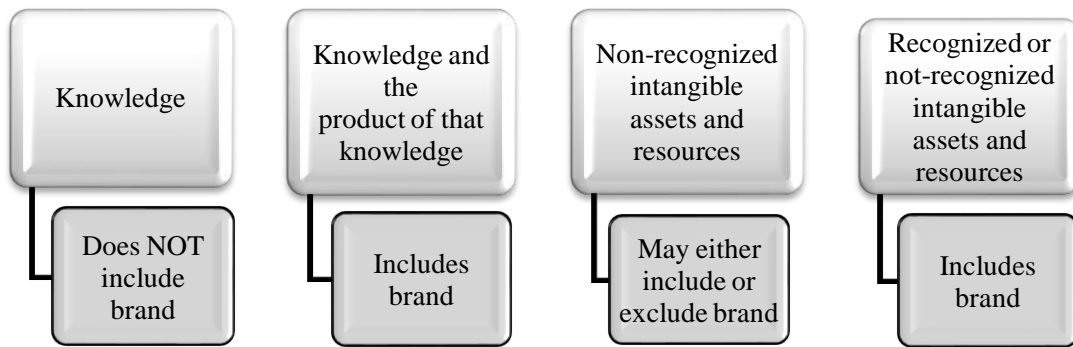 Knowledge
Does NOT
include
brand
Knowledge and
the
product of that
knowledge
Includes
brand
Non-recognized
intangible
assets and
resources
May either
include or
exclude brand
Recognized or
not-recognized
intangible
assets and
resources
Includes
brand